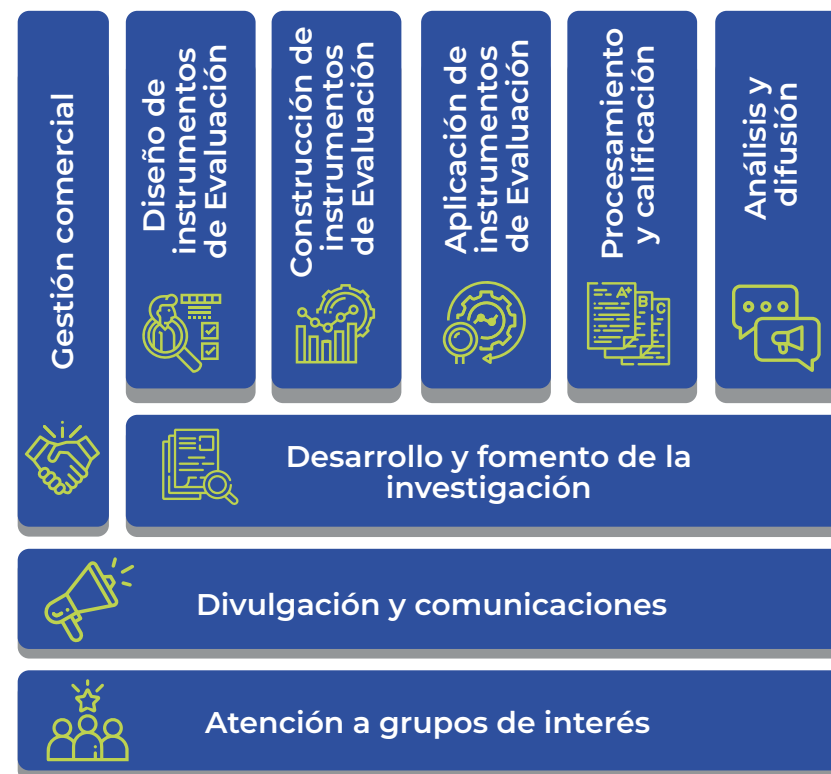 Gestión comercial
Diseño de
instrumentos
de Evaluación
Construcción de
instrumentos
de Evaluación
Aplicación de
instrumentos
de Evaluación
Procesamiento
y calificación
Análisis y
difusión
A+
B
C
Desarrollo y fomento de la
investigación
Divulgación y comunicaciones
Atención a grupos de interés